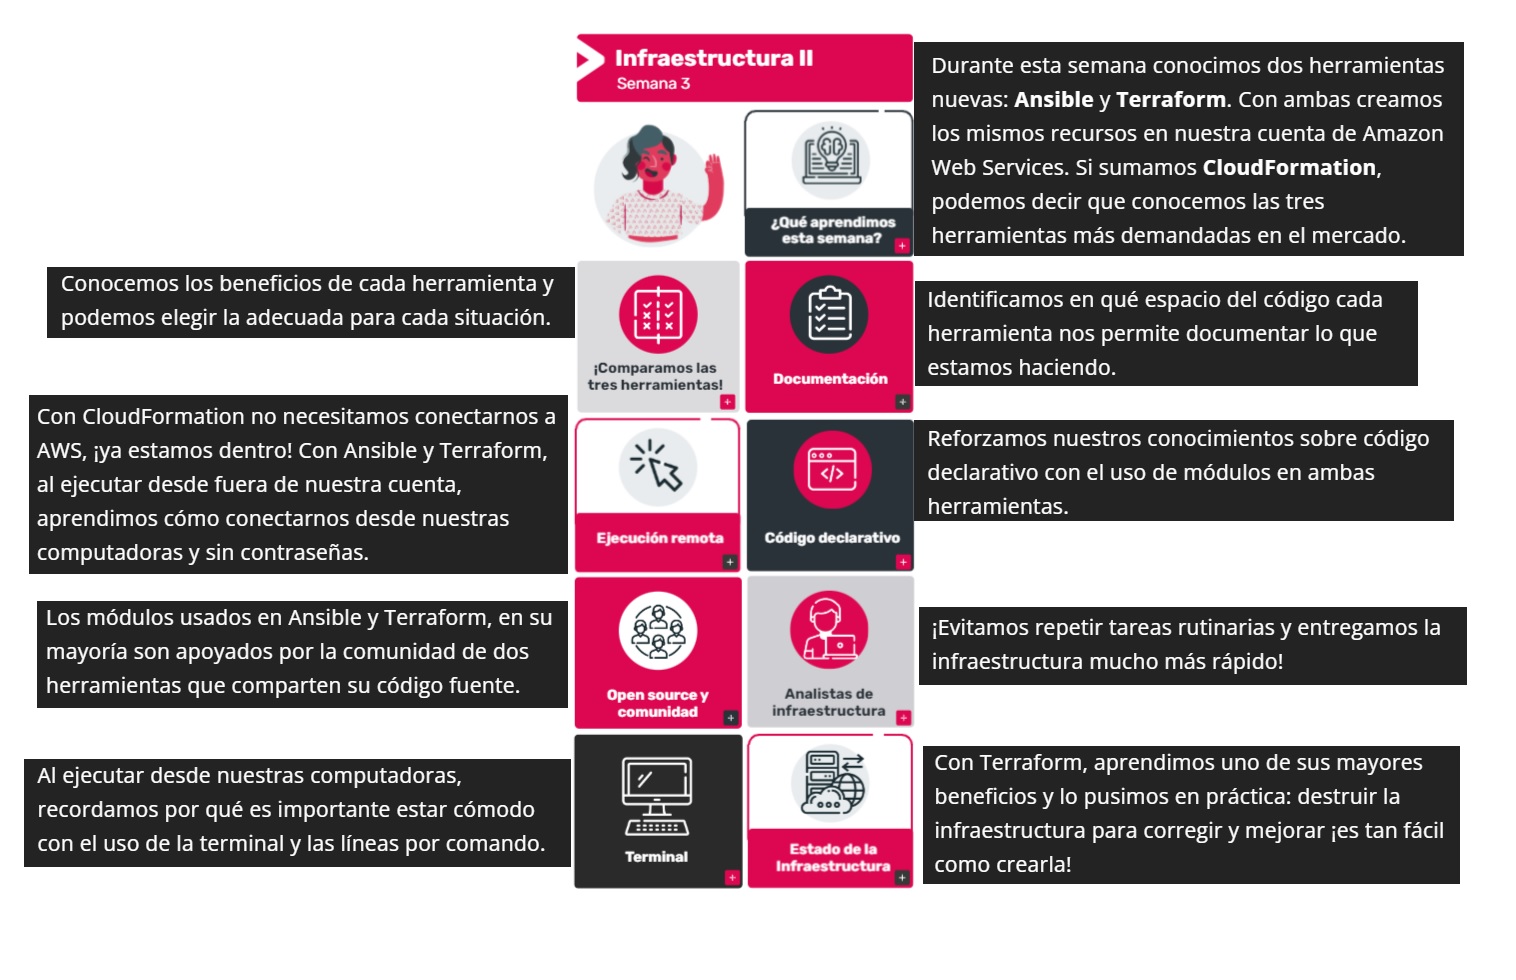 Infraestructura II
Semana 3
¿Qué aprendimos
esta semana?
Durante esta semana conocimos dos herramientas
nuevas: Ansible y Terraform. Con ambas creamos
los mismos recursos en nuestra cuenta de Amazon
Web Services. Si sumamos CloudFormation,
podemos decir que conocemos las tres
herramientas más demandadas en el mercado.
Conocemos los beneficios de cada herramienta y
podemos elegir la adecuada para cada situación.
¡Comparamos las
tres herramientas!
Documentación
Identificamos en qué espacio del código cada
herramienta nos permite documentar lo que
estamos haciendo.
Con CloudFormation no necesitamos conectarnos a
AWS, ¡ya estamos dentro! Con Ansible y Terraform,
al ejecutar desde fuera de nuestra cuenta,
aprendimos cómo conectarnos desde nuestras
computadoras y sin contraseñas.
Ejecución remota
Código declarativo
Reforzamos nuestros conocimientos sobre código
declarativo con el uso de módulos en ambas
herramientas.
Los módulos usados en Ansible y Terraform, en su
mayoría son apoyados por la comunidad de dos
herramientas que comparten su código fuente.
Open source y
comunidad
Analistas de
infraestructura
¡Evitamos repetir tareas rutinarias y entregamos la
infraestructura mucho más rápido!
Al ejecutar desde nuestras computadoras,
recordamos por qué es importante estar cómodo
con el uso de la terminal y las líneas por comando.
Terminal
Estado de la
Infraestructura
Con Terraform, aprendimos uno de sus mayores
beneficios y lo pusimos en práctica: destruir la
infraestructura para corregir y mejorar ¡es tan fácil
como crearla!